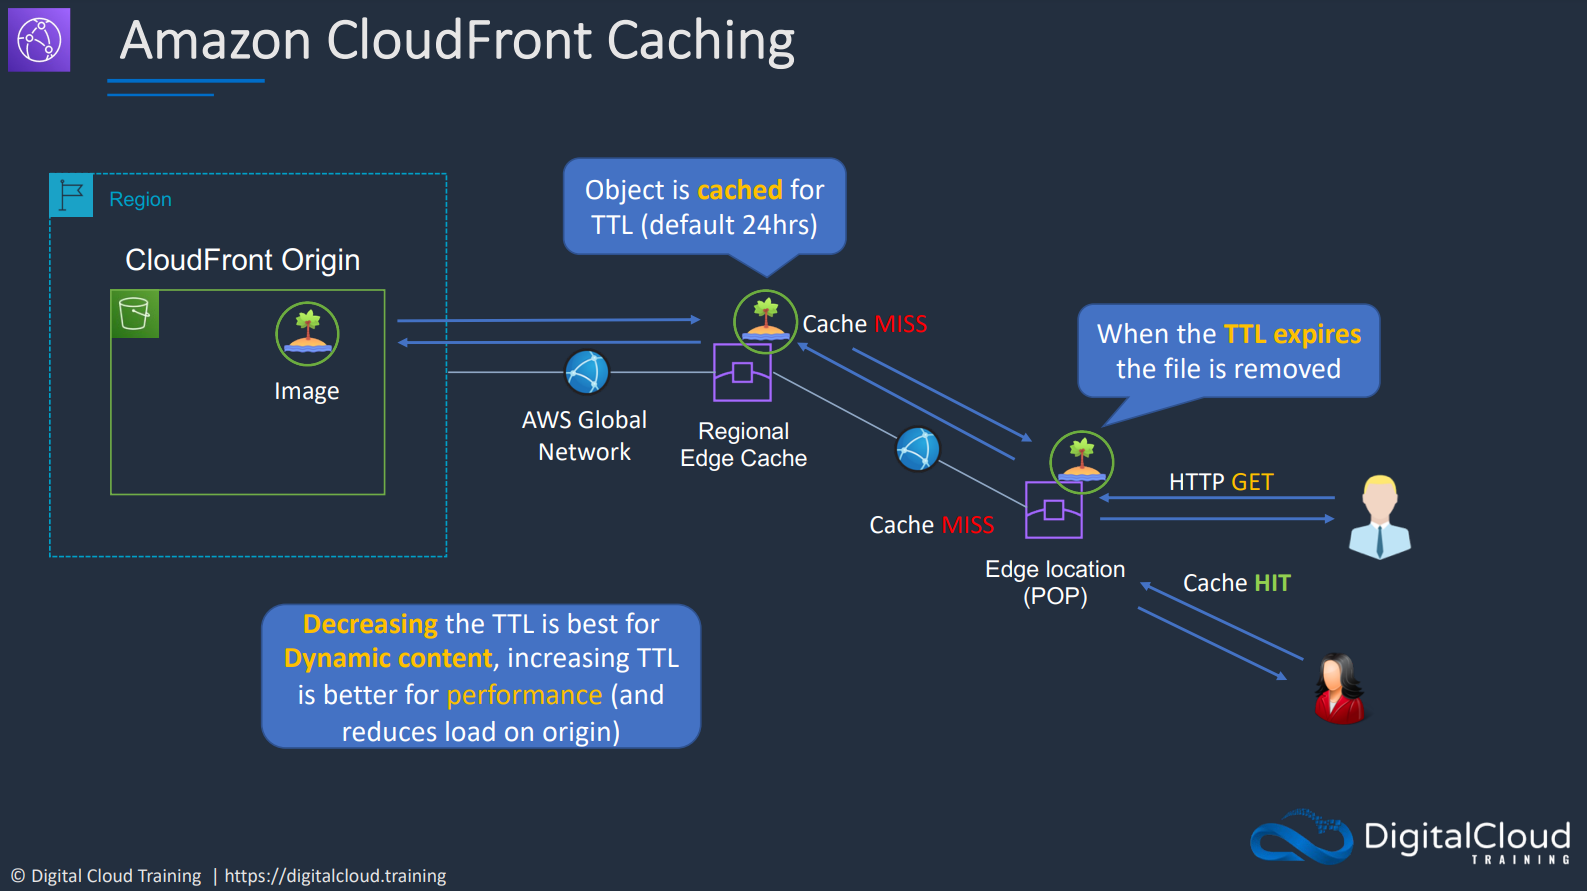 Amazon CloudFront Caching
Region
CloudFront Origin
Image
AWS Global
Network
Object is cached for
TTL (default 24hrs)
Cache MISS
Regional
Edge Cache
When the TTL expires
the file is removed
Cache MISS
HTTP GET
Edge location
(POP)
Cache HIT
Decreasing the TTL is best for
Dynamic content, increasing TTL
is better for performance (and
reduces load on origin)
DigitalCloud
TRAINING
© Digital Cloud Training | https://digitalcloud.training